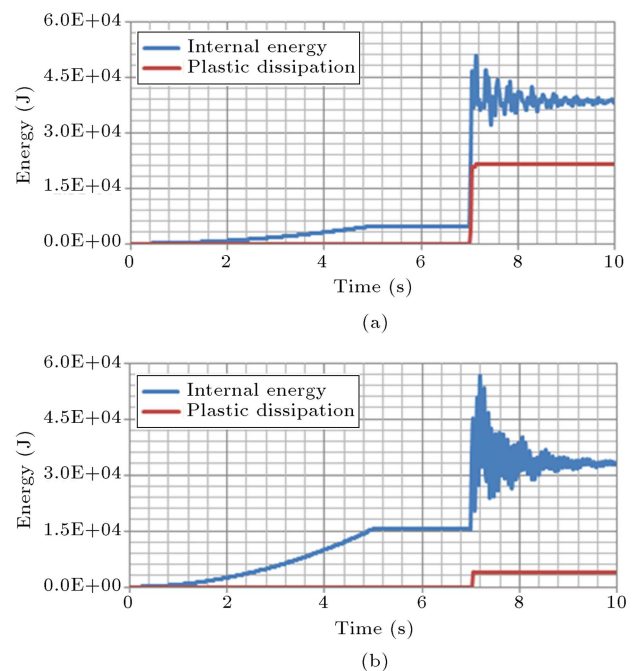 6.0E+04
4.5E+04
3.0E+04
1.5E+04
0.0E+00
Energy (J)
Internal energy
Plastic dissipation
0 2 4 6 8 10
Time (s)
(a)
6.0E+04
4.5E+04
3.0E+04
1.5E+04
0.0E+00
Energy (J)
Internal energy
Plastic dissipation
0 2 4 6 8 10
Time (s)
(b)